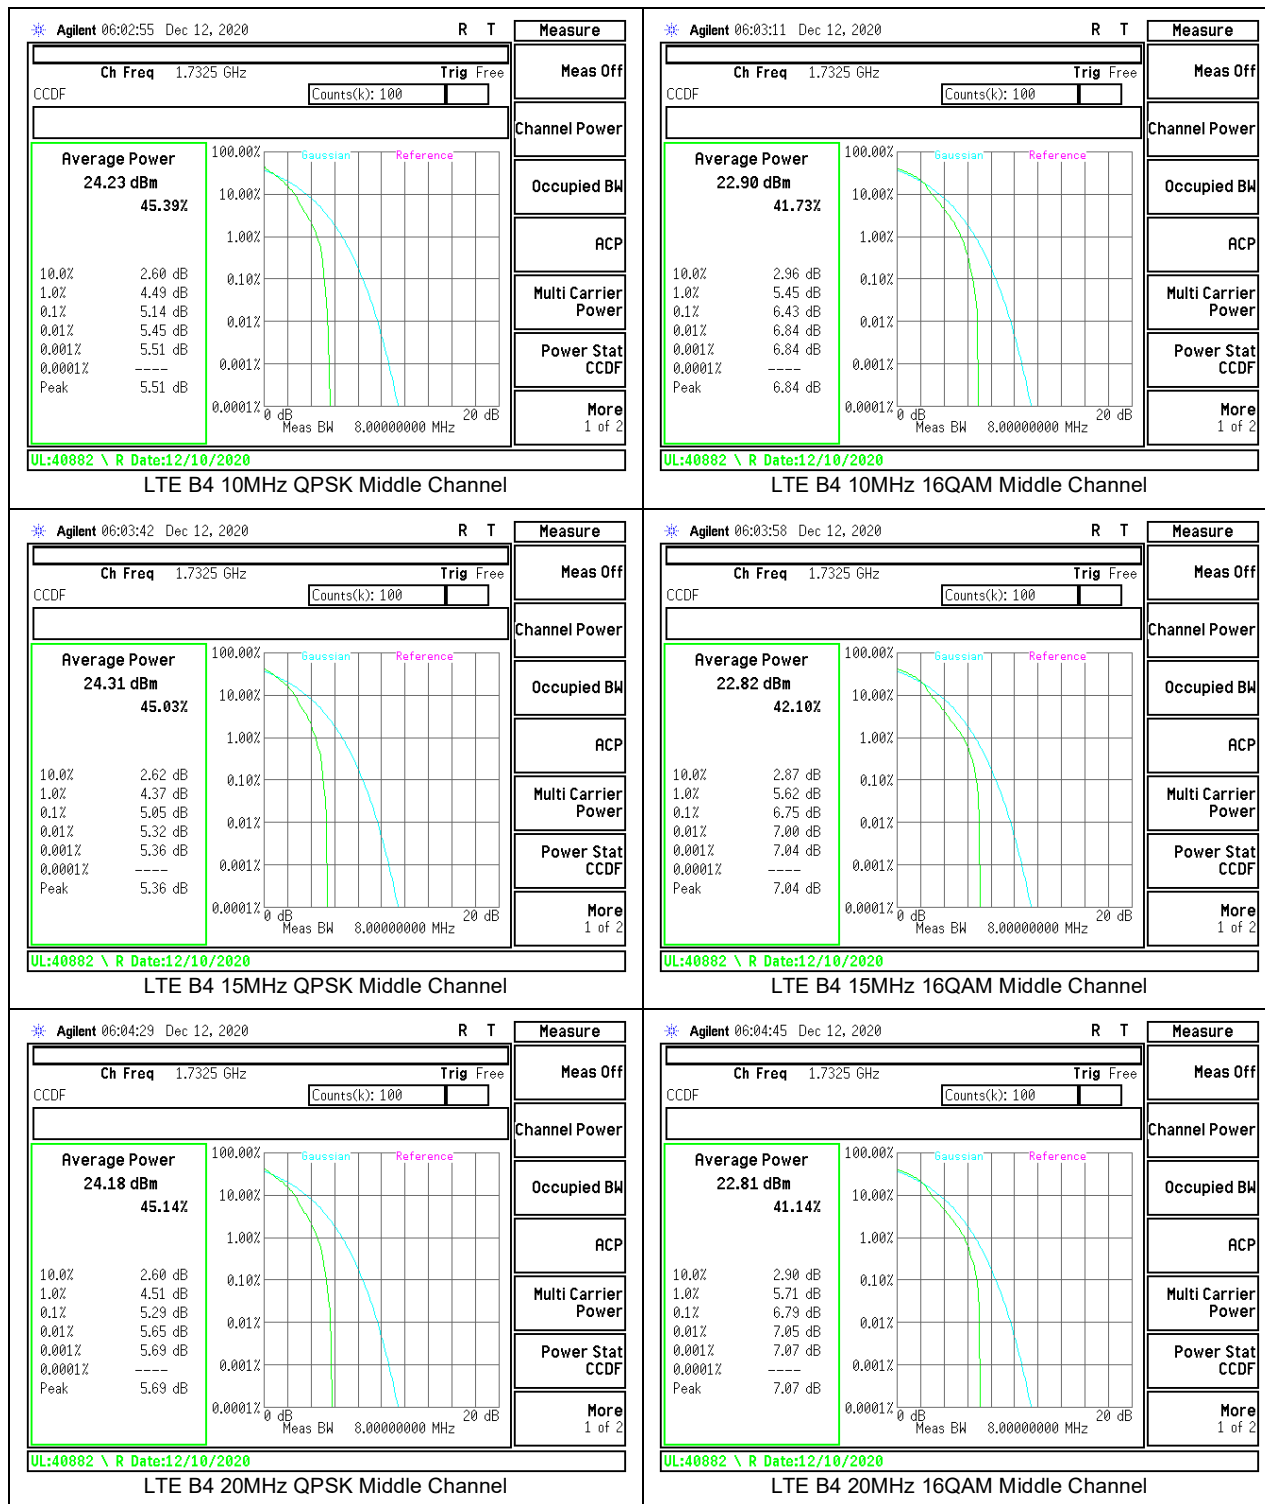 Agilent 06:02:55 Dec 12, 2020 R T
Measure
Ch Freq 1.7325 GHz Trig Free
Meas Off
CCDF Counts(k): 100
Channel Power
Average Power
24.23 dBm
45.39%
10.0% 2.60 dB
1.0% 4.49 dB
0.1% 5.14 dB
0.01% 5.45 dB
0.001% 5.51 dB
0.0001% ----
Peak 5.51 dB
Gaussian Reference
100.00%
10.00%
1.00%
0.10%
0.01%
0.001%
0.0001%
0 dB 20 dB
Meas BW 8.00000000 MHz
Occupied BW
ACP
Multi Carrier
Power
Power Stat
CCDF
More
1 of 2
UL:40882 \ R Date:12/10/2020
LTE B4 10MHz QPSK Middle Channel
Agilent 06:03:11 Dec 12, 2020 R T
Measure
Ch Freq 1.7325 GHz Trig Free
Meas Off
CCDF Counts(k): 100
Channel Power
Average Power
22.90 dBm
41.73%
10.0% 2.96 dB
1.0% 5.45 dB
0.1% 6.43 dB
0.01% 6.84 dB
0.001% 6.84 dB
0.0001% ----
Peak 6.84 dB
Gaussian Reference
100.00%
10.00%
1.00%
0.10%
0.01%
0.001%
0.0001%
0 dB 20 dB
Meas BW 8.00000000 MHz
Occupied BW
ACP
Multi Carrier
Power
Power Stat
CCDF
More
1 of 2
UL:40882 \ R Date:12/10/2020
LTE B4 10MHz 16QAM Middle Channel
Agilent 06:03:42 Dec 12, 2020 R T
Measure
Ch Freq 1.7325 GHz Trig Free
Meas Off
CCDF Counts(k): 100
Channel Power
Average Power
24.31 dBm
45.03%
10.0% 2.62 dB
1.0% 4.37 dB
0.1% 5.05 dB
0.01% 5.32 dB
0.001% 5.36 dB
0.0001% ----
Peak 5.36 dB
Gaussian Reference
100.00%
10.00%
1.00%
0.10%
0.01%
0.001%
0.0001%
0 dB 20 dB
Meas BW 8.00000000 MHz
Occupied BW
ACP
Multi Carrier
Power
Power Stat
CCDF
More
1 of 2
UL:40882 \ R Date:12/10/2020
LTE B4 15MHz QPSK Middle Channel
Agilent 06:03:58 Dec 12, 2020 R T
Measure
Ch Freq 1.7325 GHz Trig Free
Meas Off
CCDF Counts(k): 100
Channel Power
Average Power
22.82 dBm
42.10%
10.0% 2.87 dB
1.0% 5.62 dB
0.1% 6.75 dB
0.01% 7.00 dB
0.001% 7.04 dB
0.0001% ----
Peak 7.04 dB
Gaussian Reference
100.00%
10.00%
1.00%
0.10%
0.01%
0.001%
0.0001%
0 dB 20 dB
Meas BW 8.00000000 MHz
Occupied BW
ACP
Multi Carrier
Power
Power Stat
CCDF
More
1 of 2
UL:40882 \ R Date:12/10/2020
LTE B4 15MHz 16QAM Middle Channel
Agilent 06:04:29 Dec 12, 2020 R T
Measure
Ch Freq 1.7325 GHz Trig Free
Meas Off
CCDF Counts(k): 100
Channel Power
Average Power
24.18 dBm
45.14%
10.0% 2.60 dB
1.0% 4.51 dB
0.1% 5.29 dB
0.01% 5.65 dB
0.001% 5.69 dB
0.0001% ----
Peak 5.69 dB
Gaussian Reference
100.00%
10.00%
1.00%
0.10%
0.01%
0.001%
0.0001%
0 dB 20 dB
Meas BW 8.00000000 MHz
Occupied BW
ACP
Multi Carrier
Power
Power Stat
CCDF
More
1 of 2
UL:40882 \ R Date:12/10/2020
LTE B4 20MHz QPSK Middle Channel
Agilent 06:04:45 Dec 12, 2020 R T
Measure
Ch Freq 1.7325 GHz Trig Free
Meas Off
CCDF Counts(k): 100
Channel Power
Average Power
22.81 dBm
41.14%
10.0% 2.90 dB
1.0% 5.71 dB
0.1% 6.79 dB
0.01% 7.05 dB
0.001% 7.07 dB
0.0001% ----
Peak 7.07 dB
Gaussian Reference
100.00%
10.00%
1.00%
0.10%
0.01%
0.001%
0.0001%
0 dB 20 dB
Meas BW 8.00000000 MHz
Occupied BW
ACP
Multi Carrier
Power
Power Stat
CCDF
More
1 of 2
UL:40882 \ R Date:12/10/2020
LTE B4 20MHz 16QAM Middle Channel